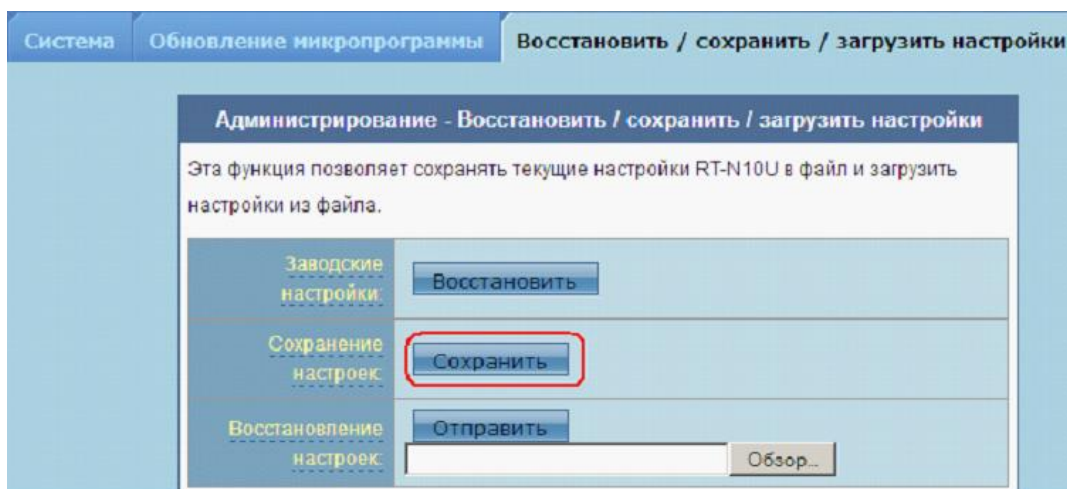 Система Обновление микропрограммы Восстановить / сохранить / загрузить настройки
Администрирование - Восстановить / сохранить / загрузить настройки
Эта функция позволяет сохранять текущие настройки RT-N10U в файл и загрузить
настройки из файла.
Заводские
настройки:
Восстановить
Сохранение
настроек:
Сохранить
Восстановление
настроек:
Отправить
Обзор...